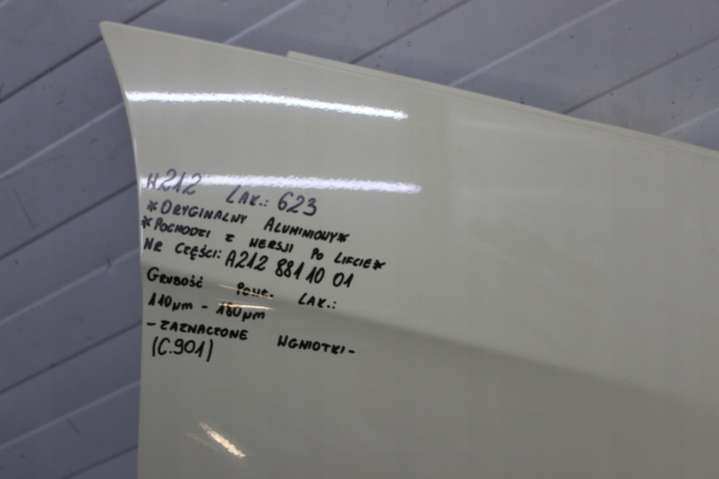 W212 LAK.: 623
*ORYGINALNY ALUMINIOWY*
*POCHODZI Z WERSJI PO LIFCIE*
NR CZĘŚCI: A212 881 10 01
GRUBOŚĆ POW. LAK.:
110µm - 180µm
-ZAZNACZONE WGNIOTKI-
(C.901)